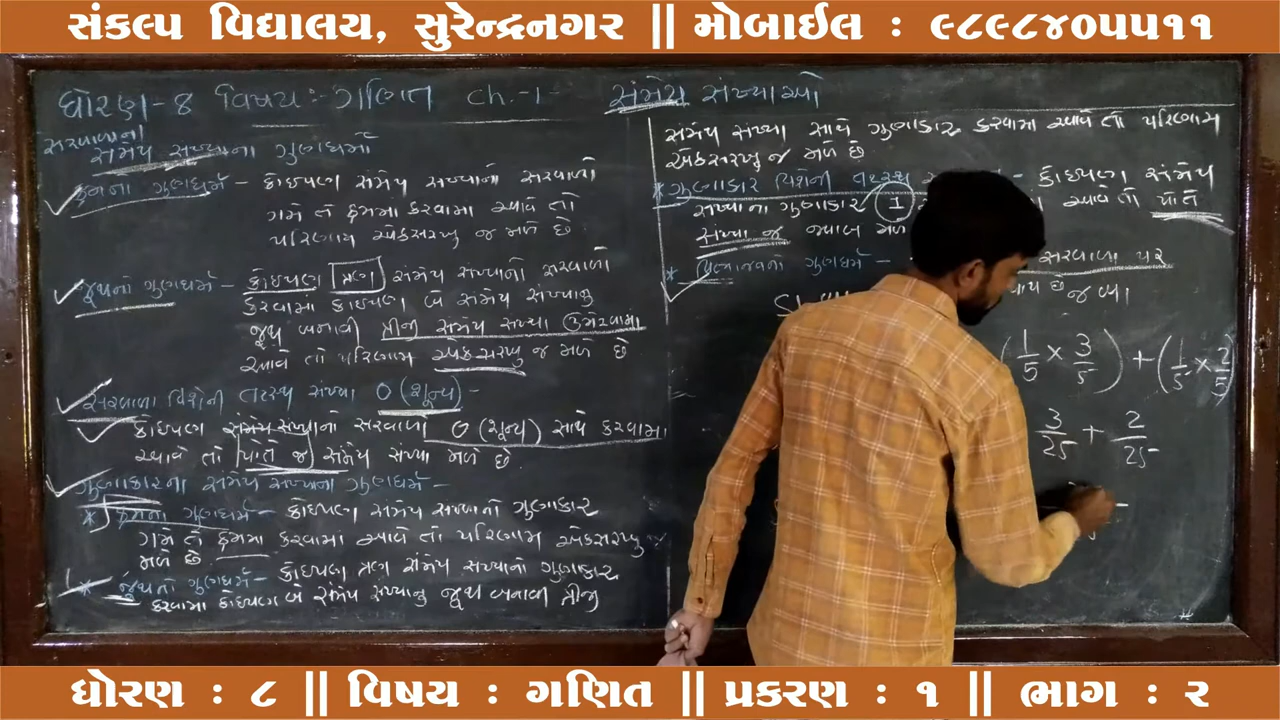 સંકલ્પ વિદ્યાલય, સુરેન્દ્રનગર || મોબાઈલ : ૯૮૯૮૪૦૫૫૧૧
ધોરણ-8 વિષય :- ગણિત ch.-1- સંમેય સંખ્યાઓ
સરવાળાના
સંમેય સંખ્યાના ગુણધર્મો
ક્રમનો ગુણધર્મ - કોઇપણ સંમેય સંખ્યાનો સરવાળો
ગમે તે ક્રમમાં કરવામાં આવે તો
પરિણામ એકસરખુ જ મળે છે
જૂથનો ગુણધર્મ - કોઇપણ ત્રણ સંમેય સંખ્યાનો સરવાળો
કરવામાં કોઇપણ બે સંમેય સંખ્યાનુ
જૂથ બનાવી ત્રીજી સંમેય સંખ્યા ઉમેરવામાં
આવે તો પરિણામ એકસરખુ જ મળે છે
સરવાળા વિશેની તટસ્થ સંખ્યા 0 (શૂન્ય) -
કોઇપણ સંમેય સંખ્યાનો સરવાળો 0 (શૂન્ય) સાથે કરવામાં
આવે તો પોતે જ સંમેય સંખ્યા મળે છે.
ગુણાકારના સંમેય સંખ્યાના ગુણધર્મ -
* ક્રમનો ગુણધર્મ - કોઇપણ સંમેય સંખ્યાનો ગુણાકાર
ગમે તે ક્રમમાં કરવામાં આવે તો પરિણામ એકસરખુ જ
મળે છે
* જૂથનો ગુણધર્મ - કોઇપણ ત્રણ સંમેય સંખ્યાનો ગુણાકાર
કરવામાં કોઇપણ બે સંમેય સંખ્યાનુ જૂથ બનાવી ત્રીજી
સંમેય સંખ્યા સાથે ગુણાકાર કરવામાં આવે તો પરિણામ
એકસરખુ જ મળે છે
* ગુણાકાર વિશેની તટસ્થ - કોઇપણ સંમેય
સંખ્યાના ગુણાકાર 1 આવે તો પોતે
સંખ્યા જ જવાબ મળે
* વિભાજનનો ગુણધર્મ - સરવાળા પર
છે
(1/5 × 3/5) + (1/5 × 2/5)
3/25 + 2/25
ધોરણ : ૮ || વિષય : ગણિત || પ્રકરણ : ૧ || ભાગ : ૨